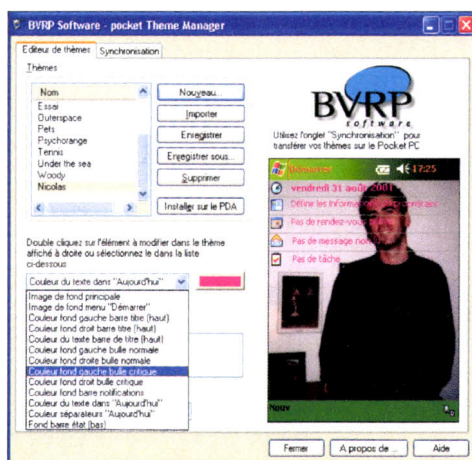 BVRP Software - pocket Theme Manager
Editeur de thèmes
Synchronisation
Thèmes
Nom
Essai
Outerspace
Pets
Psychorange
Tennis
Under the sea
Woody
Nicolas
Nouveau...
Importer
Enregistrer
Enregistrer sous...
Supprimer
Installer sur le PDA
BVRP
software
Utilisez l'onglet "Synchronisation" pour
transférer vos thèmes sur le Pocket PC
Démarrer
17:25
vendredi 31 août 2001
Définir les informations du propriétaire
Pas de rendez-vous
Pas de message non
Pas de tâche
Nouv
Double cliquez sur l'élément à modifier dans le thème
affiché à droite ou sélectionnez le dans la liste
ci-dessous
Couleur du texte dans "Aujourd'hui"
Image de fond principale
Image de fond menu "Démarrer"
Couleur fond gauche barre titre (haut)
Couleur fond droit barre titre (haut)
Couleur du texte barre de titre (haut)
Couleur fond gauche bulle normale
Couleur fond droite bulle normale
Couleur fond gauche bulle critique
Couleur fond droit bulle critique
Couleur fond barre notifications
Couleur du texte dans "Aujourd'hui"
Couleur séparateurs "Aujourd'hui"
Fond barre état (bas)
Fermer
A propos de ...
Aide